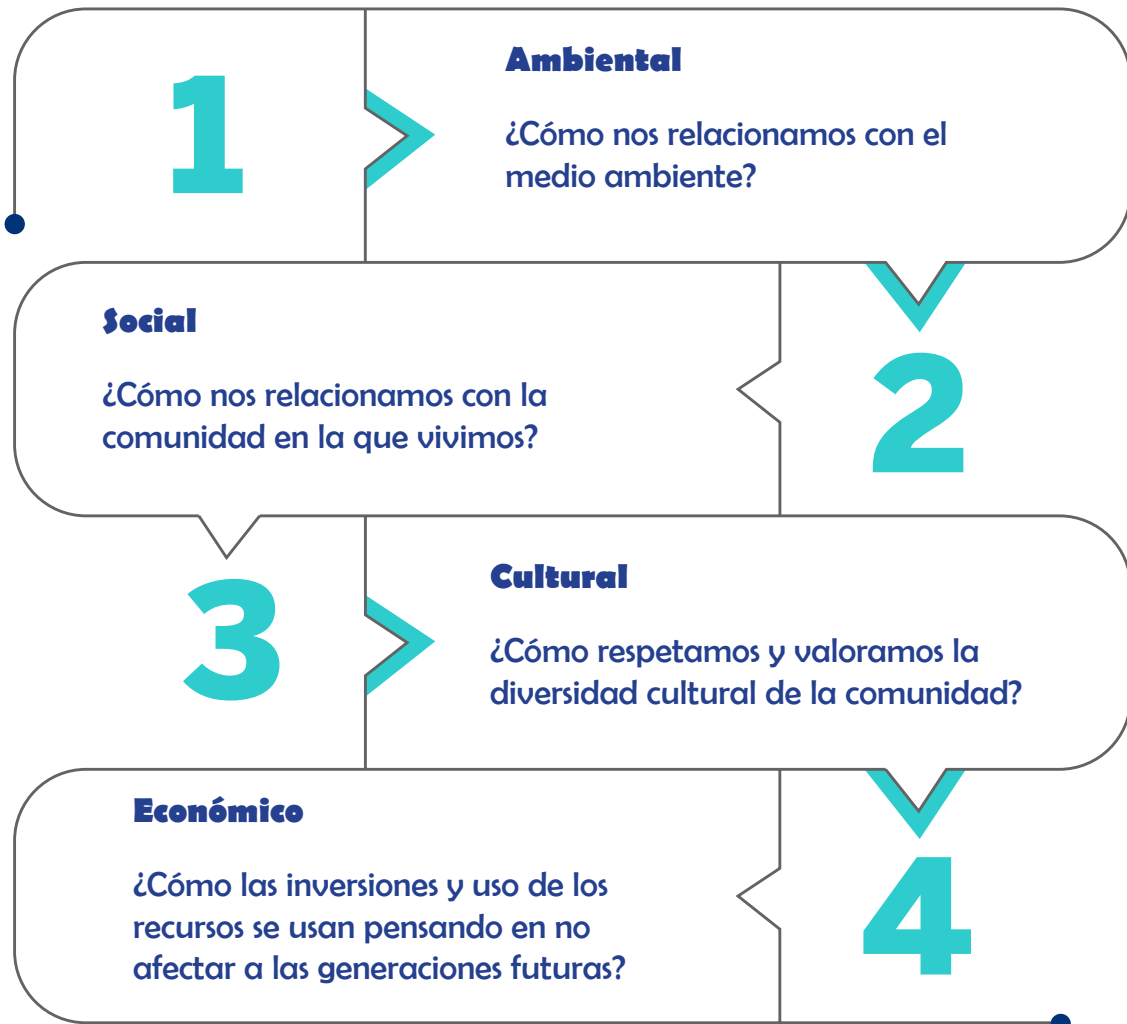 1
Ambiental
¿Cómo nos relacionamos con el
medio ambiente?
Social
¿Cómo nos relacionamos con la
comunidad en la que vivimos?
2
3
Cultural
¿Cómo respetamos y valoramos la
diversidad cultural de la comunidad?
Económico
¿Cómo las inversiones y uso de los
recursos se usan pensando en no
afectar a las generaciones futuras?
4